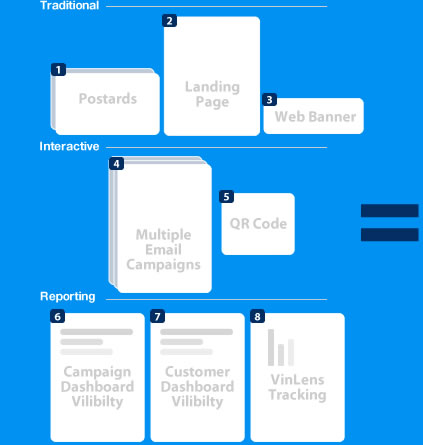 Traditional
1
Postards
2
Landing
Page
3
Web Banner
Interactive
4
Multiple
Email
Campaigns
5
QR Code
Reporting
6
Campaign
Dashboard
Vilibilty
7
Customer
Dashboard
Vilibilty
8
VinLens
Tracking